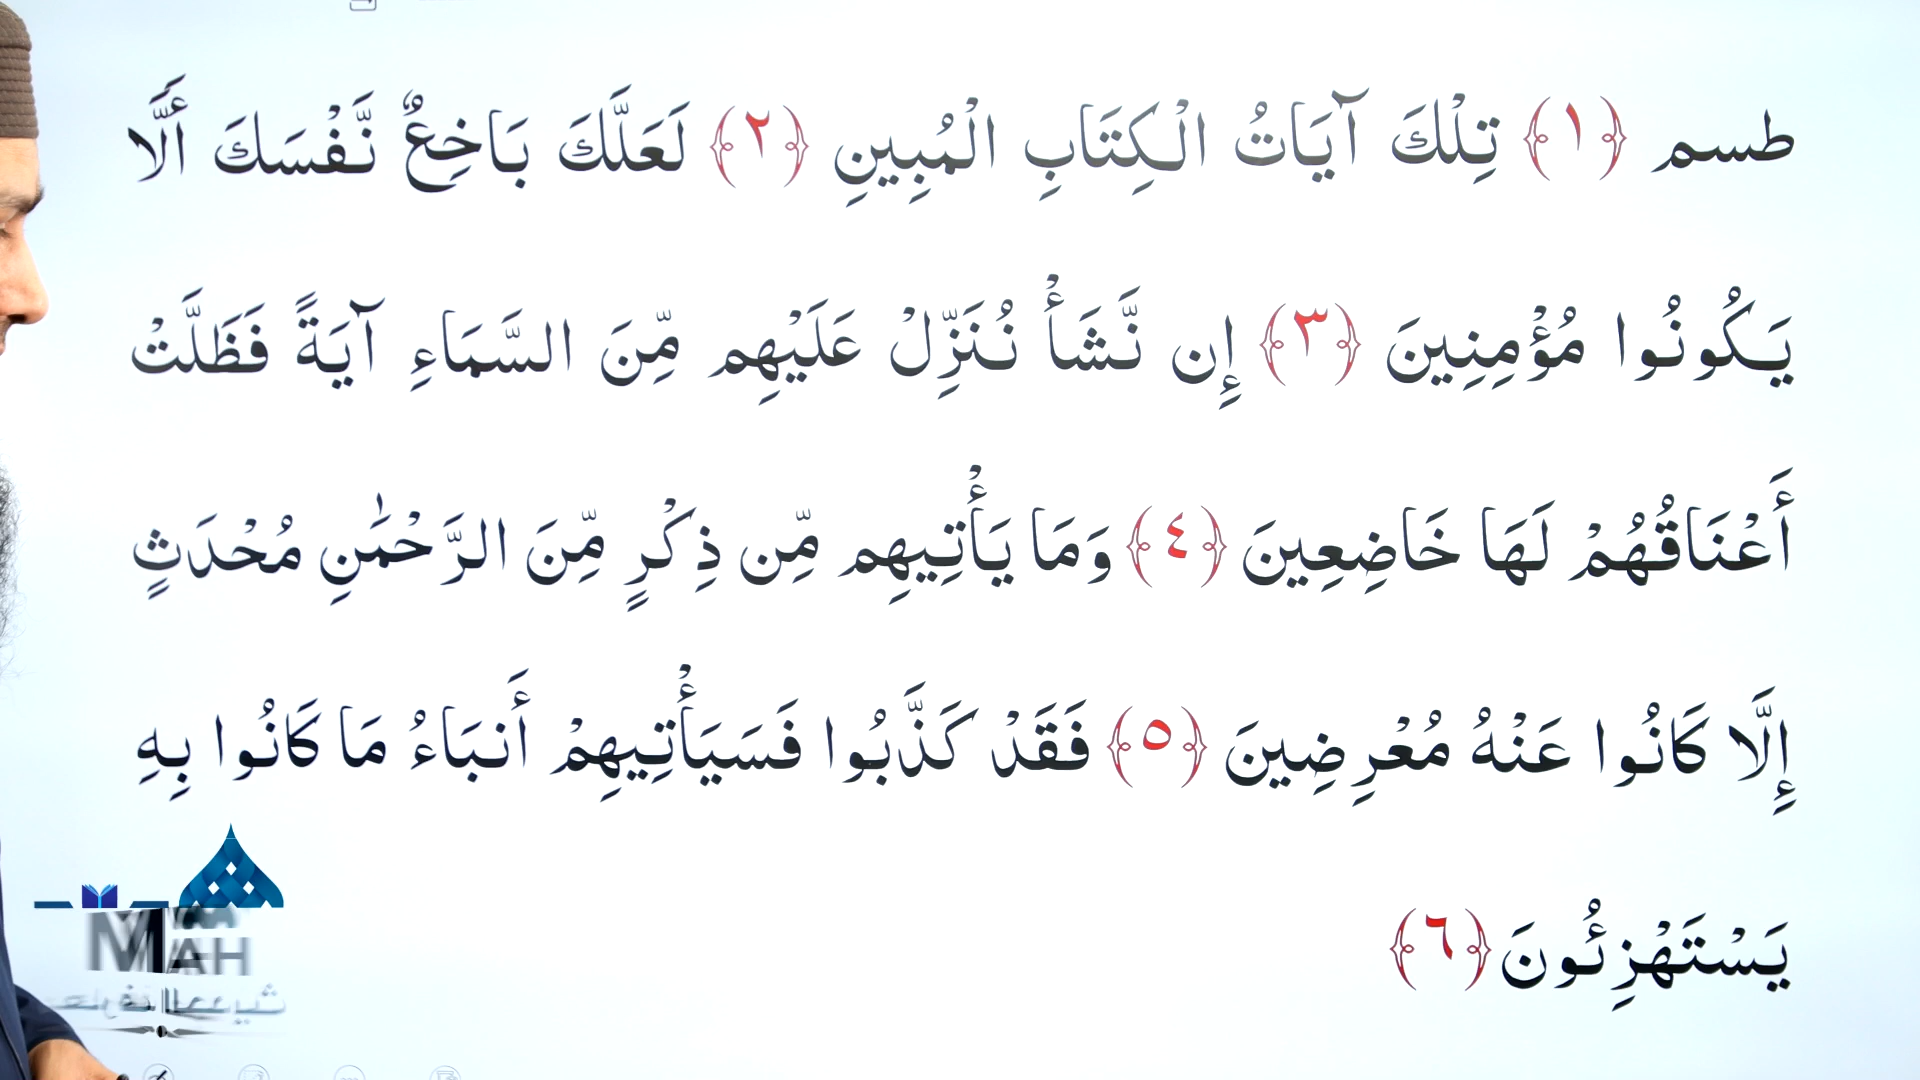 طسم ﴿١﴾ تِلْكَ آيَاتُ الْكِتَابِ الْمُبِينِ ﴿٢﴾ لَعَلَّكَ بَاخِعٌ نَّفْسَكَ أَلَّا
يَكُونُوا مُؤْمِنِينَ ﴿٣﴾ إِن نَّشَأْ نُنَزِّلْ عَلَيْهِم مِّنَ السَّمَاءِ آيَةً فَظَلَّتْ
أَعْنَاقُهُمْ لَهَا خَاضِعِينَ ﴿٤﴾ وَمَا يَأْتِيهِم مِّن ذِكْرٍ مِّنَ الرَّحْمَٰنِ مُحْدَثٍ
إِلَّا كَانُوا عَنْهُ مُعْرِضِينَ ﴿٥﴾ فَقَدْ كَذَّبُوا فَسَيَأْتِيهِمْ أَنبَاءُ مَا كَانُوا بِهِ
يَسْتَهْزِئُونَ ﴿٦﴾